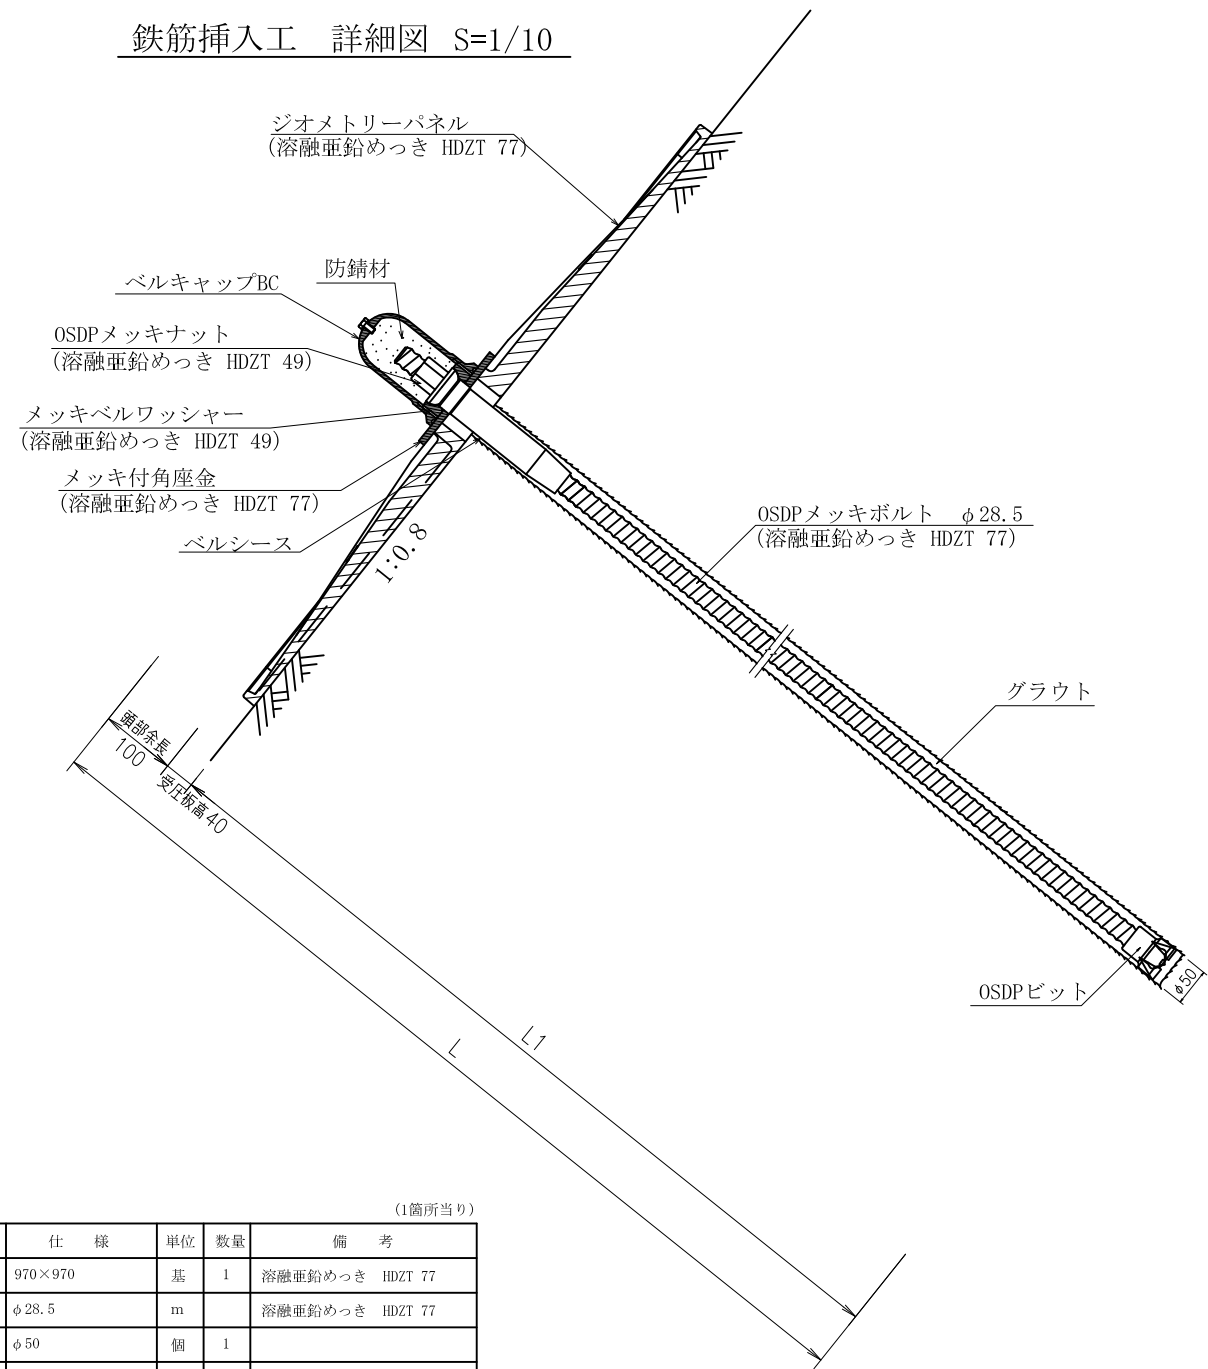 鉄筋挿入工 詳細図 S=1/10
ジオメトリーパネル
(溶融亜鉛めっき HDZT 77)
防錆材
ベルキャップBC
OSDPメッキナット
(溶融亜鉛めっき HDZT 49)
メッキベルワッシャー
(溶融亜鉛めっき HDZT 49)
メッキ付角座金
(溶融亜鉛めっき HDZT 77)
ベルシース
1:0.8
OSDPメッキボルト φ28.5
(溶融亜鉛めっき HDZT 77)
グラウト
頭部余長
100
受圧板高40
OSDPビット
φ50
L1
L
(1箇所当り)
仕 様 単位 数量 備 考
970×970 基 1 溶融亜鉛めっき HDZT 77
φ28.5 m 溶融亜鉛めっき HDZT 77
φ50 個 1